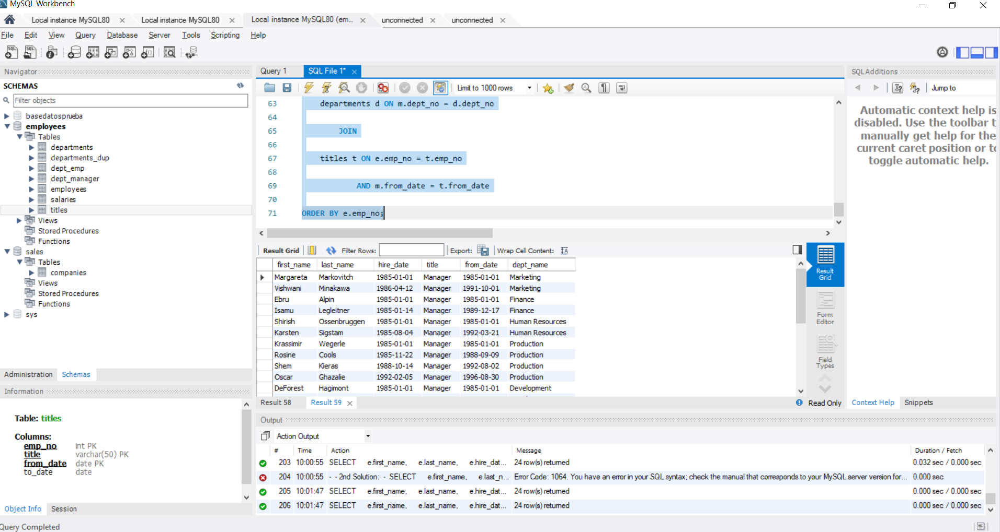 MySQL Workbench
Local instance MySQL80
Local instance MySQL80
Local instance MySQL80 (em...
unconnected
unconnected
File Edit View Query Database Server Tools Scripting Help
Navigator
SCHEMAS
Filter objects
basedatosprueba
employees
Tables
departments
departments_dup
dept_emp
dept_manager
employees
salaries
titles
Views
Stored Procedures
Functions
sales
Tables
companies
Views
Stored Procedures
Functions
sys
Administration Schemas
Information
Table: titles
Columns:
emp_no int PK
title varchar(50) PK
from_date date PK
to_date date
Object Info Session
Query 1 SQL File 1*
Limit to 1000 rows
63 departments d ON m.dept_no = d.dept_no
64
65 JOIN
66
67 titles t ON e.emp_no = t.emp_no
68
69 AND m.from_date = t.from_date
70
71 ORDER BY e.emp_no;
Result Grid Filter Rows: Export: Wrap Cell Content:
first_name last_name hire_date title from_date dept_name
Margareta Markovitch 1985-01-01 Manager 1985-01-01 Marketing
Vishwani Minakawa 1986-04-12 Manager 1991-10-01 Marketing
Ebru Alpin 1985-01-01 Manager 1985-01-01 Finance
Isamu Legleitner 1985-01-14 Manager 1989-12-17 Finance
Shirish Ossenbruggen 1985-01-01 Manager 1985-01-01 Human Resources
Karsten Sigstam 1985-08-04 Manager 1992-03-21 Human Resources
Krassimir Wegerle 1985-01-01 Manager 1985-01-01 Production
Rosine Cools 1985-11-22 Manager 1988-09-09 Production
Shem Kieras 1988-10-14 Manager 1992-08-02 Production
Oscar Ghazalie 1992-02-05 Manager 1996-08-30 Production
DeForest Hagimont 1985-01-01 Manager 1985-01-01 Development
Result Grid
Form Editor
Field Types
Result 58 Result 59
Read Only
SQLAdditions
Jump to
Automatic context help is
disabled. Use the toolbar t
manually get help for the
current caret position or to
toggle automatic help.
Context Help Snippets
Output
Action Output
# Time Action Message Duration / Fetch
203 10:00:55 SELECT e.first_name, e.last_name, e.hire_dat... 24 row(s) returned 0.032 sec / 0.000 sec
204 10:00:55 - - 2nd Solution: - SELECT e.first_name, e.last_n... Error Code: 1064. You have an error in your SQL syntax; check the manual that corresponds to your MySQL server version for... 0.000 sec
205 10:01:47 SELECT e.first_name, e.last_name, e.hire_dat... 24 row(s) returned 0.000 sec / 0.000 sec
206 10:01:47 SELECT e.first_name, e.last_name, e.hire_dat... 24 row(s) returned 0.000 sec / 0.000 sec
Query Completed